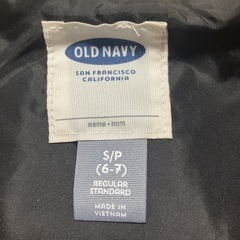 OLD NAVY
SAN FRANCISCO
CALIFORNIA
name • nom
S/P
(6-7)
REGULAR
STANDARD
MADE IN
VIETNAM